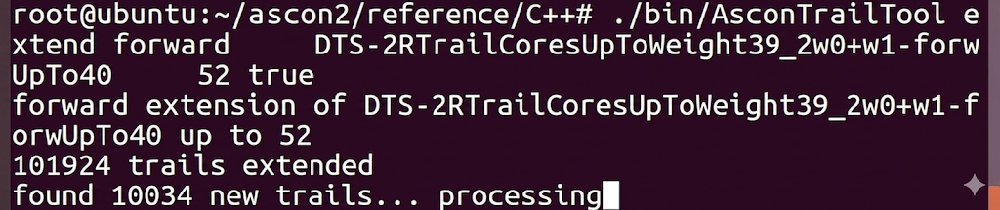 root@ubuntu:~/ascon2/reference/C++# ./bin/AsconTrailTool e
xtend forward     DTS-2RTrailCoresUpToWeight39_2w0+w1-forw
UpTo40     52 true
forward extension of DTS-2RTrailCoresUpToWeight39_2w0+w1-f
orwUpTo40 up to 52
101924 trails extended
found 10034 new trails... processing